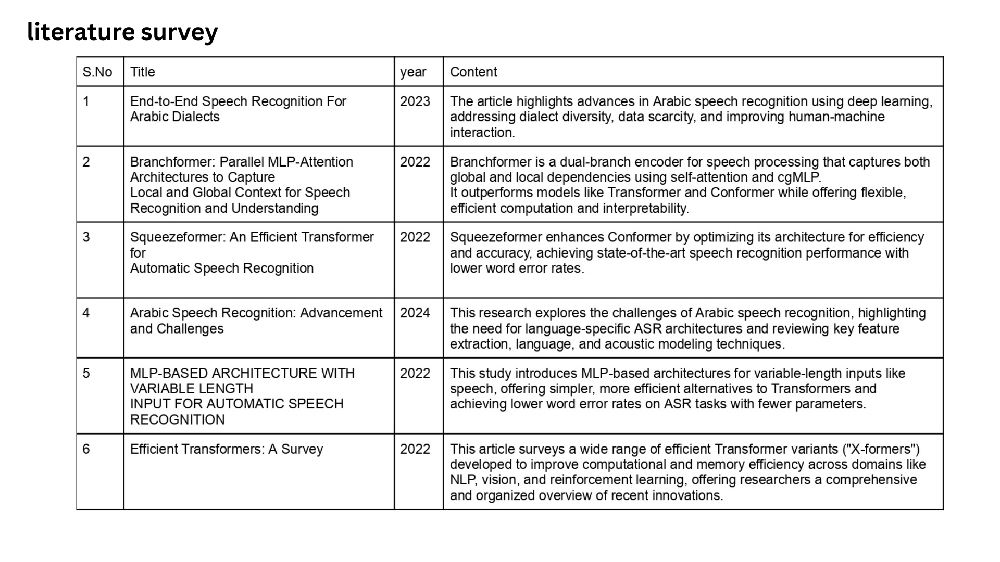 literature survey
S.No Title year Content
1 End-to-End Speech Recognition For 2023 The article highlights advances in Arabic speech recognition using deep learning,
Arabic Dialects addressing dialect diversity, data scarcity, and improving human-machine
interaction.
2 Branchformer: Parallel MLP-Attention 2022 Branchformer is a dual-branch encoder for speech processing that captures both
Architectures to Capture global and local dependencies using self-attention and cgMLP.
Local and Global Context for Speech It outperforms models like Transformer and Conformer while offering flexible,
Recognition and Understanding efficient computation and interpretability.
3 Squeezeformer: An Efficient Transformer 2022 Squeezeformer enhances Conformer by optimizing its architecture for efficiency
for and accuracy, achieving state-of-the-art speech recognition performance with
Automatic Speech Recognition lower word error rates.
4 Arabic Speech Recognition: Advancement 2024 This research explores the challenges of Arabic speech recognition, highlighting
and Challenges the need for language-specific ASR architectures and reviewing key feature
extraction, language, and acoustic modeling techniques.
5 MLP-BASED ARCHITECTURE WITH 2022 This study introduces MLP-based architectures for variable-length inputs like
VARIABLE LENGTH speech, offering simpler, more efficient alternatives to Transformers and
INPUT FOR AUTOMATIC SPEECH achieving lower word error rates on ASR tasks with fewer parameters.
RECOGNITION
6 Efficient Transformers: A Survey 2022 This article surveys a wide range of efficient Transformer variants ("X-formers")
developed to improve computational and memory efficiency across domains like
NLP, vision, and reinforcement learning, offering researchers a comprehensive
and organized overview of recent innovations.